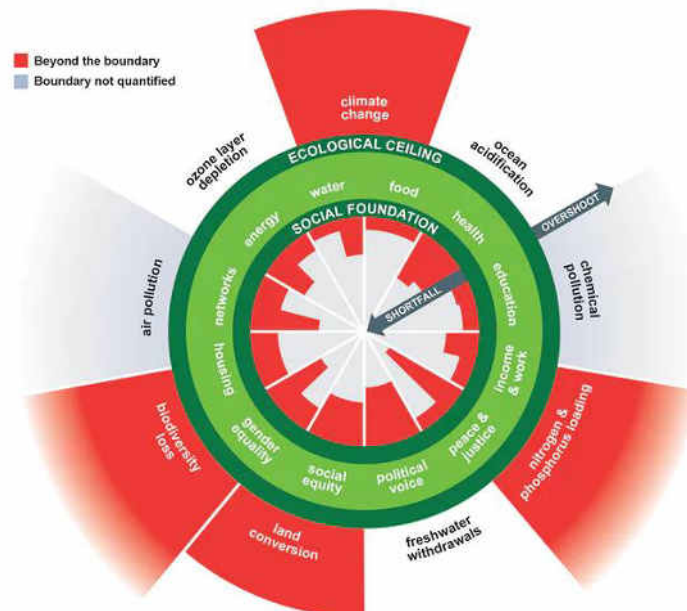 Beyond the boundary
Boundary not quantified
climate
change
ozone layer
depletion
ocean
acidification
ECOLOGICAL CEILING
water
food
energy
health
SOCIAL FOUNDATION
OVERSHOOT
networks
education
SHORTFALL
air pollution
chemical
pollution
housing
income
& work
biodiversity
loss
gender
equality
social
equity
political
voice
peace &
justice
nitrogen &
phosphorus loading
land
conversion
freshwater
withdrawals